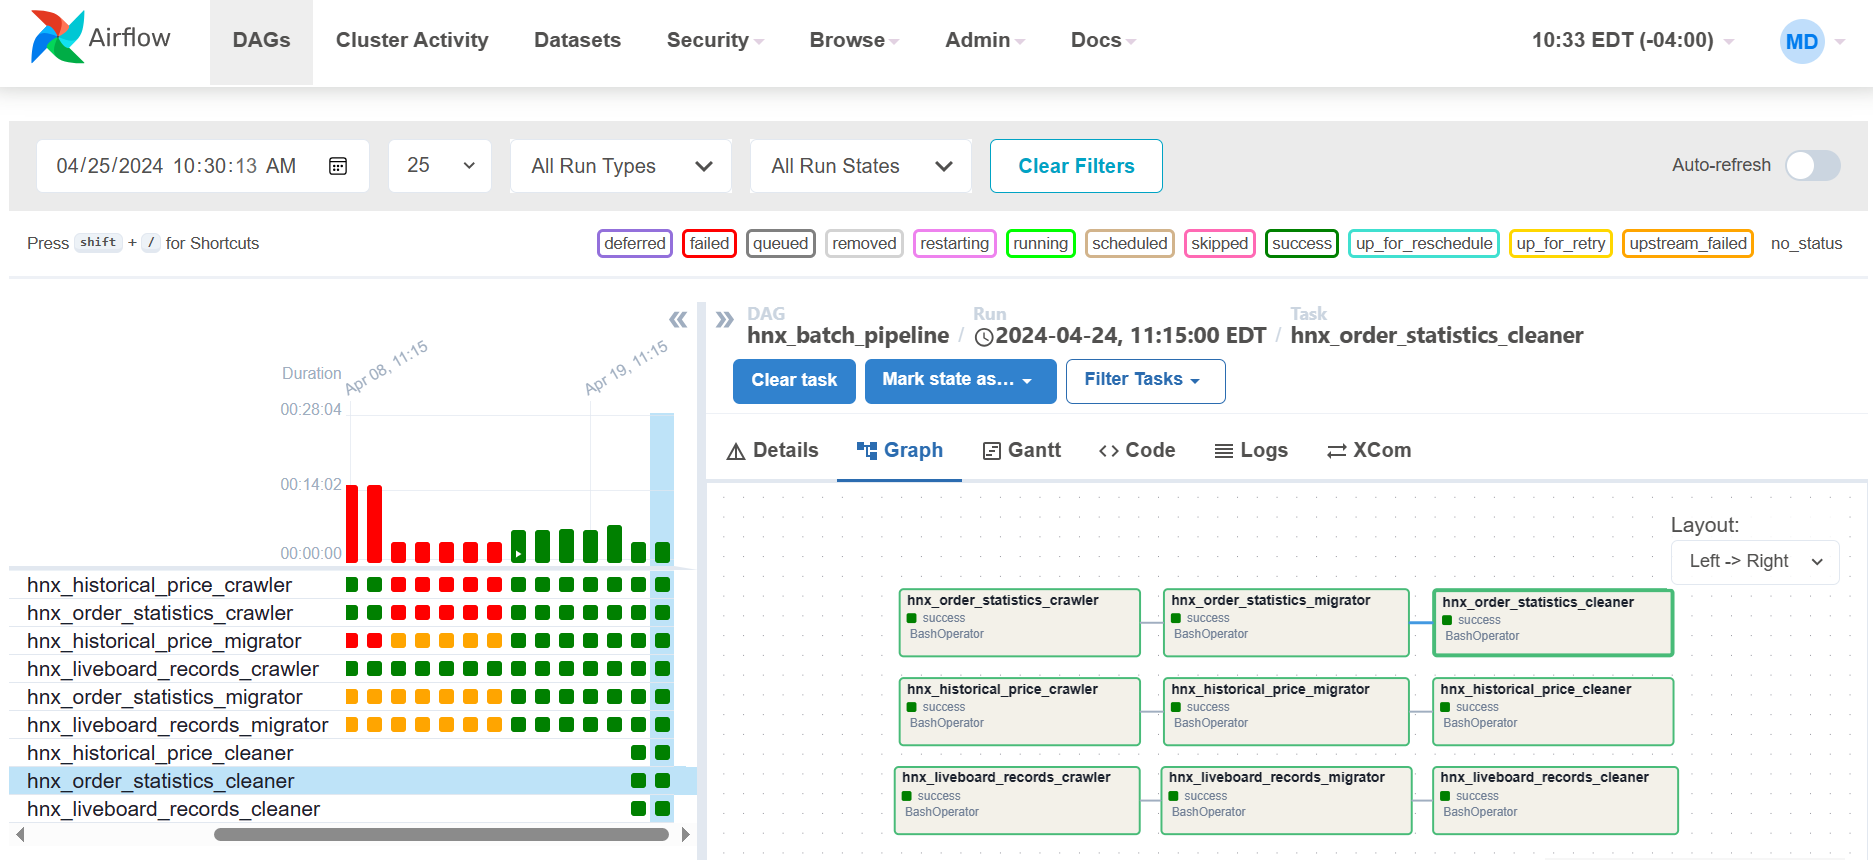 Airflow
DAGs
Cluster Activity
Datasets
Security
Browse
Admin
Docs
10:33 EDT (-04:00)
MD
04/25/2024 10:30:13 AM
25
All Run Types
All Run States
Clear Filters
Auto-refresh
Press shift + / for Shortcuts
deferred
failed
queued
removed
restarting
running
scheduled
skipped
success
up_for_reschedule
up_for_retry
upstream_failed
no_status
Duration
Apr 08, 11:15
Apr 19, 11:15
00:28:04
00:14:02
00:00:00
hnx_historical_price_crawler
hnx_order_statistics_crawler
hnx_historical_price_migrator
hnx_liveboard_records_crawler
hnx_order_statistics_migrator
hnx_liveboard_records_migrator
hnx_historical_price_cleaner
hnx_order_statistics_cleaner
hnx_liveboard_records_cleaner
DAG
hnx_batch_pipeline
/
Run
2024-04-24, 11:15:00 EDT
/
Task
hnx_order_statistics_cleaner
Clear task
Mark state as...
Filter Tasks
Details
Graph
Gantt
Code
Logs
XCom
Layout:
Left -> Right
hnx_order_statistics_crawler
success
BashOperator
hnx_order_statistics_migrator
success
BashOperator
hnx_order_statistics_cleaner
success
BashOperator
hnx_historical_price_crawler
success
BashOperator
hnx_historical_price_migrator
success
BashOperator
hnx_historical_price_cleaner
success
BashOperator
hnx_liveboard_records_crawler
success
BashOperator
hnx_liveboard_records_migrator
success
BashOperator
hnx_liveboard_records_cleaner
success
BashOperator